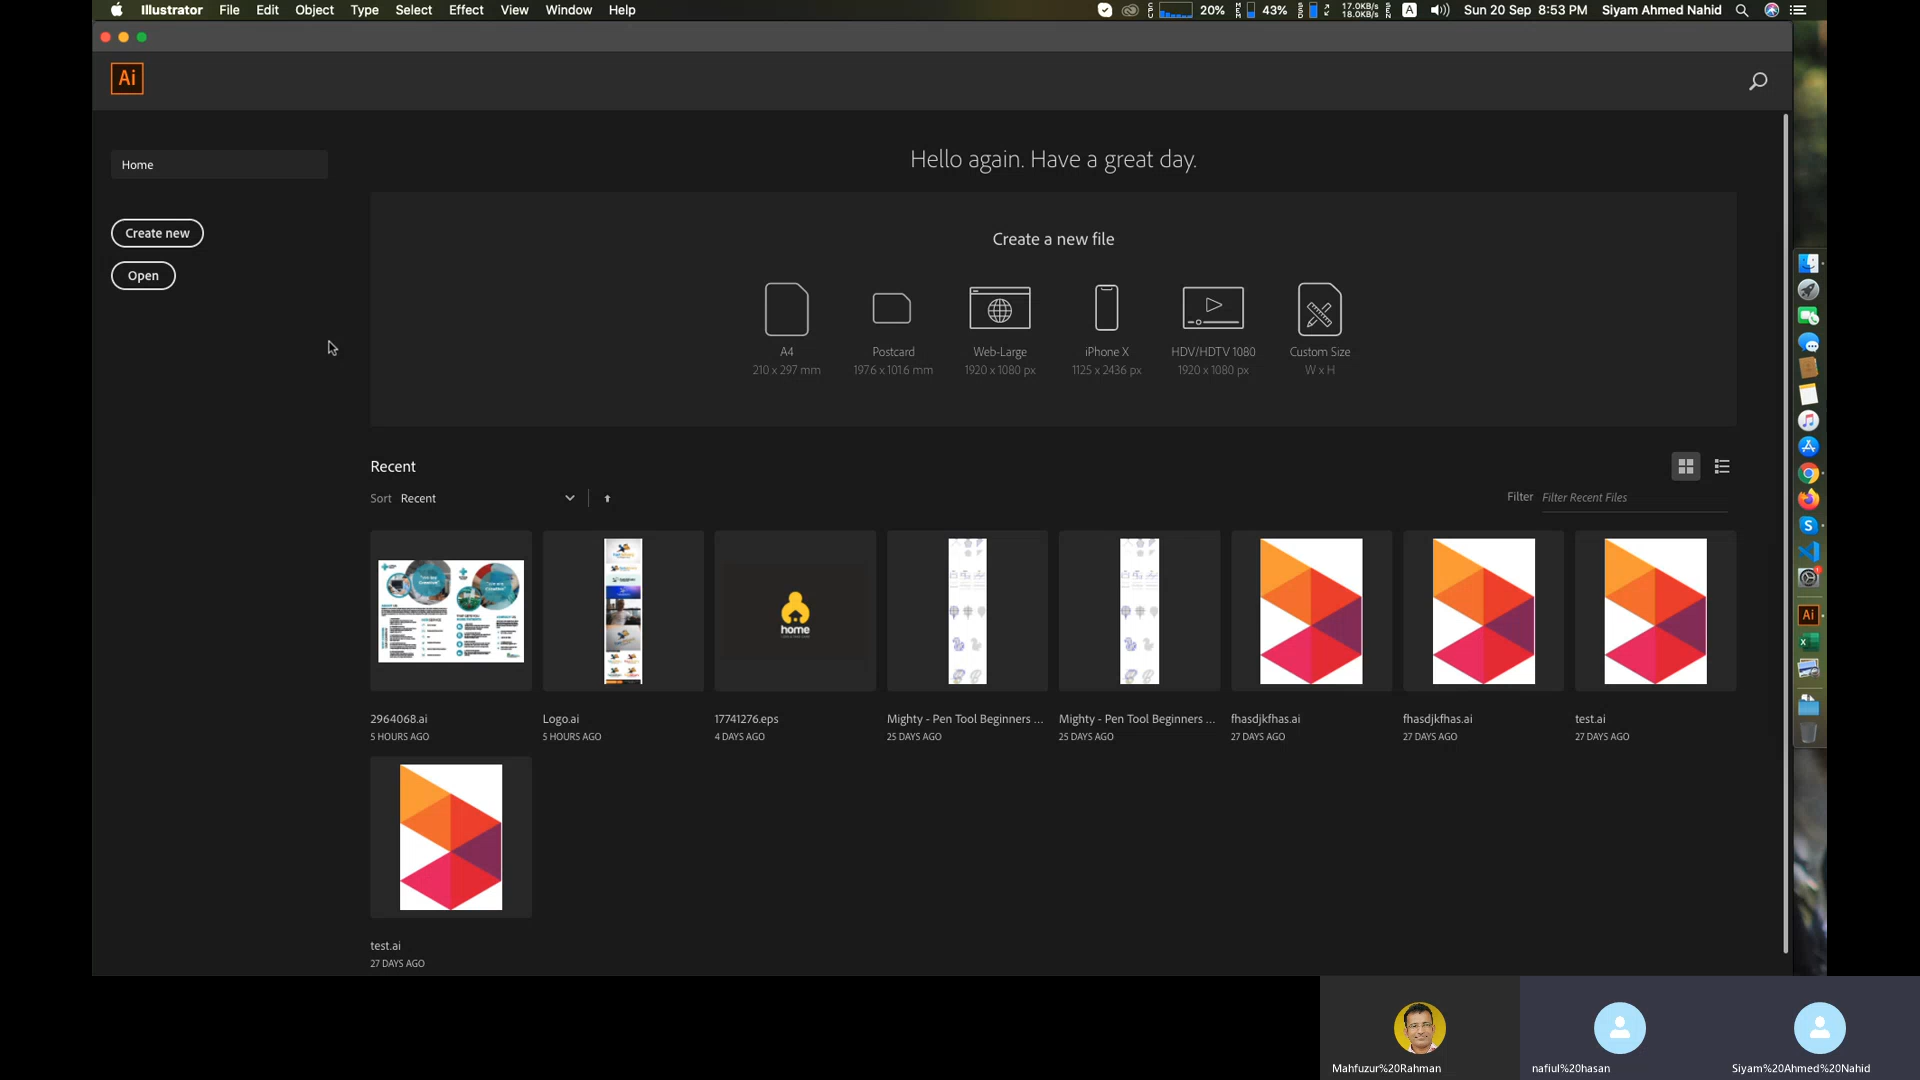 Illustrator File Edit Object Type Select Effect View Window Help 20% 43% 17.0KB/s 18.0KB/s A Sun 20 Sep 8:53 PM Siyam Ahmed Nahid
Ai
Home
Hello again. Have a great day.
Create new
Open
Create a new file
A4 Postcard Web-Large iPhone X HDV/HDTV 1080 Custom Size
210 x 297 mm 197.6 x 101.6 mm 1920 x 1080 px 1125 x 2436 px 1920 x 1080 px W x H
Recent
Sort Recent Filter Filter Recent Files
home
2964068.ai Logo.ai 17741276.eps Mighty - Pen Tool Beginners ... Mighty - Pen Tool Beginners ... fhasdjkfhas.ai fhasdjkfhas.ai test.ai
5 HOURS AGO 5 HOURS AGO 4 DAYS AGO 25 DAYS AGO 25 DAYS AGO 27 DAYS AGO 27 DAYS AGO 27 DAYS AGO
test.ai
27 DAYS AGO
Ai
Mahfuzur%20Rahman nafiul%20hasan Siyam%20Ahmed%20Nahid